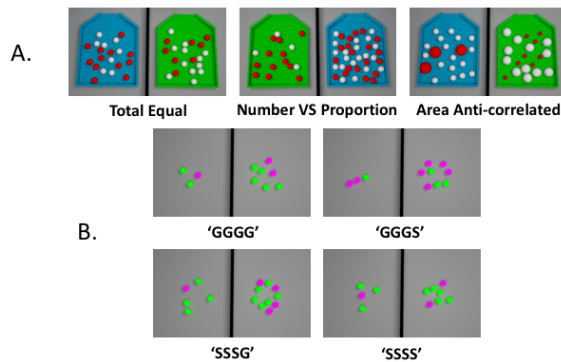 A.
Total Equal
Number VS Proportion
Area Anti-correlated
B.
'GGGG'
'GGGS'
'SSSG'
'SSSS'